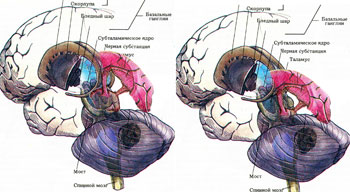 Скорлупа
Бледный шар
Базальные
ганглии
Субталамическое ядро
Черная субстанция
Таламус
Мост
Спинной мозг
Скорлупа
Бледный шар
Базальные
ганглии
Субталамическое ядро
Черная субстанция
Таламус
Мост
Спинной мозг